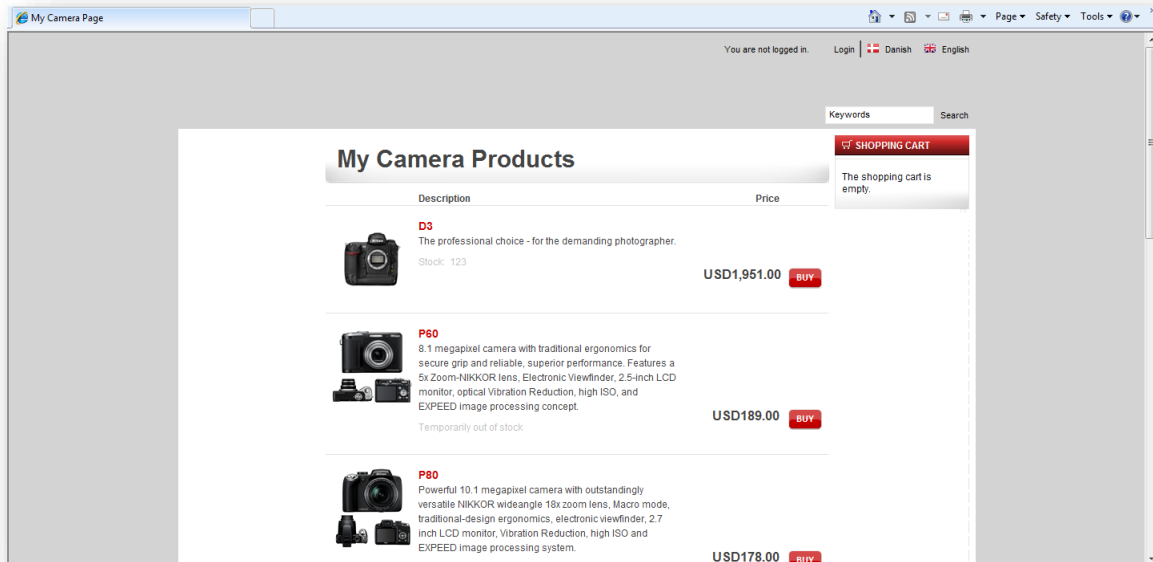 My Camera Page
Page
Safety
Tools
You are not logged in.
Login
Danish
English
Keywords
Search
SHOPPING CART
The shopping cart is
empty.
My Camera Products
Description
Price
D3
The professional choice - for the demanding photographer.
Stock: 123
USD1,951.00
BUY
P60
8.1 megapixel camera with traditional ergonomics for
secure grip and reliable, superior performance. Features a
5x Zoom-NIKKOR lens, Electronic Viewfinder, 2.5-inch LCD
monitor, optical Vibration Reduction, high ISO, and
EXPEED image processing concept.
Temporarily out of stock
USD189.00
BUY
P80
Powerful 10.1 megapixel camera with outstandingly
versatile NIKKOR wideangle 18x zoom lens, Macro mode,
traditional-design ergonomics, electronic viewfinder, 2.7
inch LCD monitor, Vibration Reduction, high ISO and
EXPEED image processing system.
USD178.00
BUY